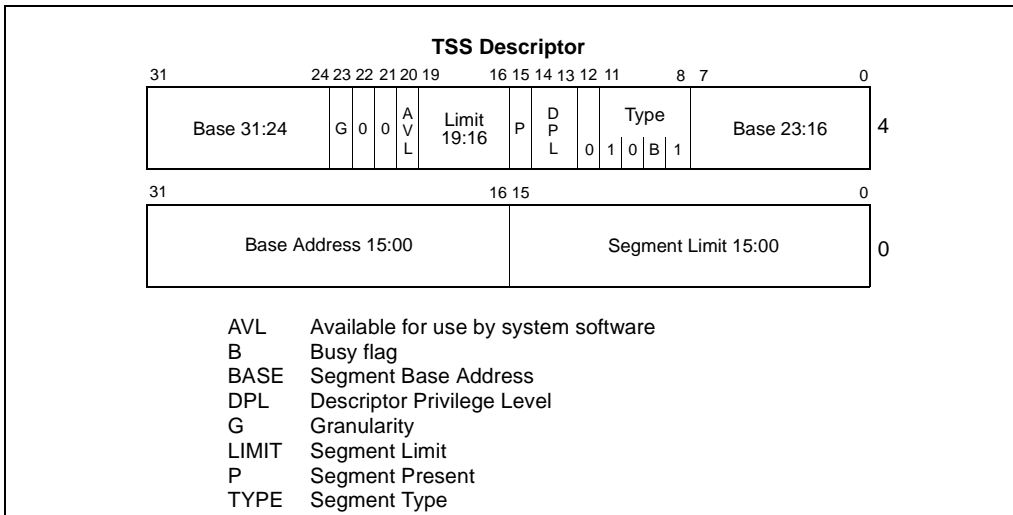 TSS Descriptor
31 24 23 22 21 20 19 16 15 14 13 12 11 8 7 0
Base 31:24 G 0 0 AVL Limit 19:16 P DPL 0 Type 1 0 B 1 Base 23:16 4
31 16 15 0
Base Address 15:00 Segment Limit 15:00 0
AVL Available for use by system software
B Busy flag
BASE Segment Base Address
DPL Descriptor Privilege Level
G Granularity
LIMIT Segment Limit
P Segment Present
TYPE Segment Type